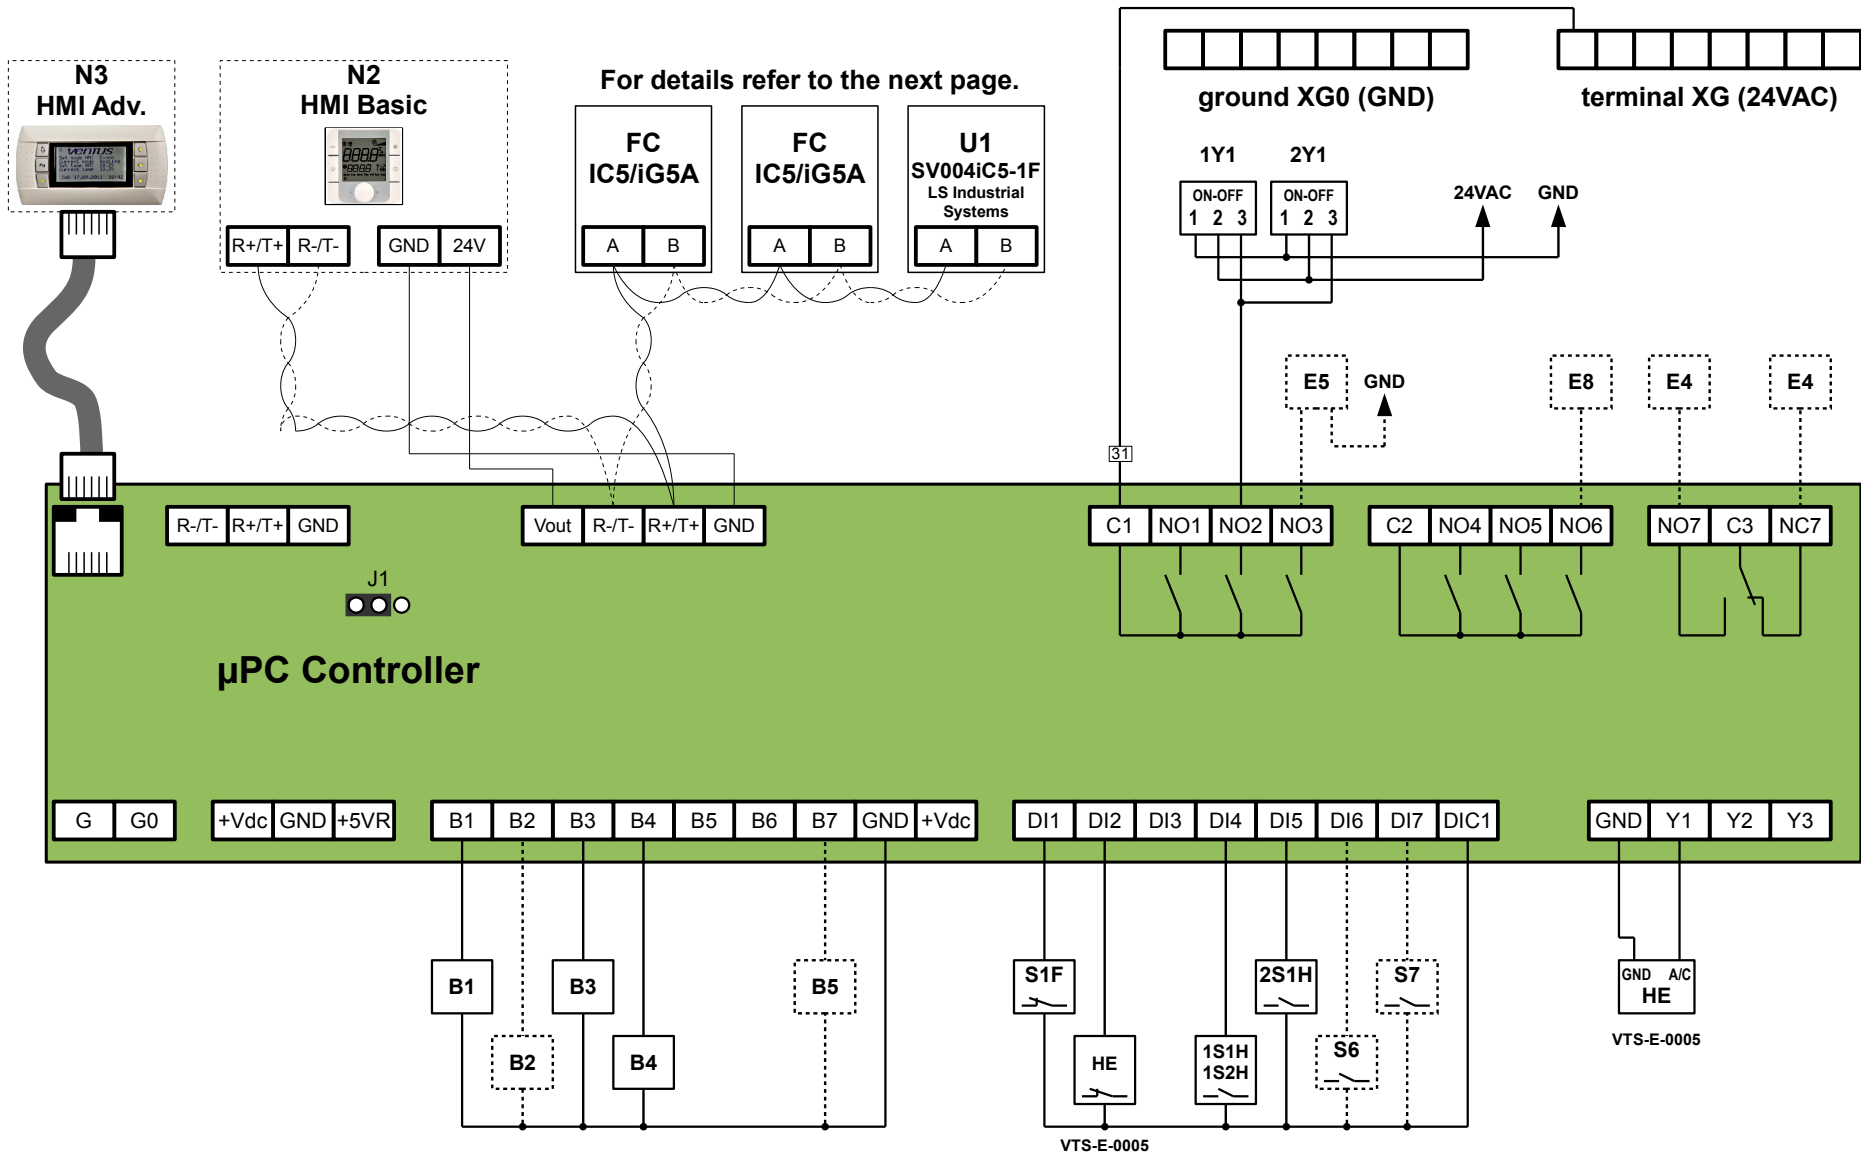 N3
HMI Adv.
VENTUS
N2
HMI Basic
R+/T+ R-/T- GND 24V
For details refer to the next page.
FC
IC5/iG5A
A B
FC
IC5/iG5A
A B
U1
SV004iC5-1F
LS Industrial
Systems
A B
ground XG0 (GND)
terminal XG (24VAC)
1Y1 2Y1
ON-OFF ON-OFF
1 2 3 1 2 3
24VAC GND
E5 GND E8 E4 E4
31
R-/T- R+/T+ GND
Vout R-/T- R+/T+ GND
C1 NO1 NO2 NO3
C2 NO4 NO5 NO6
NO7 C3 NC7
J1
µPC Controller
G G0
+Vdc GND +5VR
B1 B2 B3 B4 B5 B6 B7 GND +Vdc
DI1 DI2 DI3 DI4 DI5 DI6 DI7 DIC1
GND Y1 Y2 Y3
B1 B3 B5
B2 B4
S1F 2S1H S7
HE
1S1H
1S2H
S6
VTS-E-0005
GND A/C
HE
VTS-E-0005